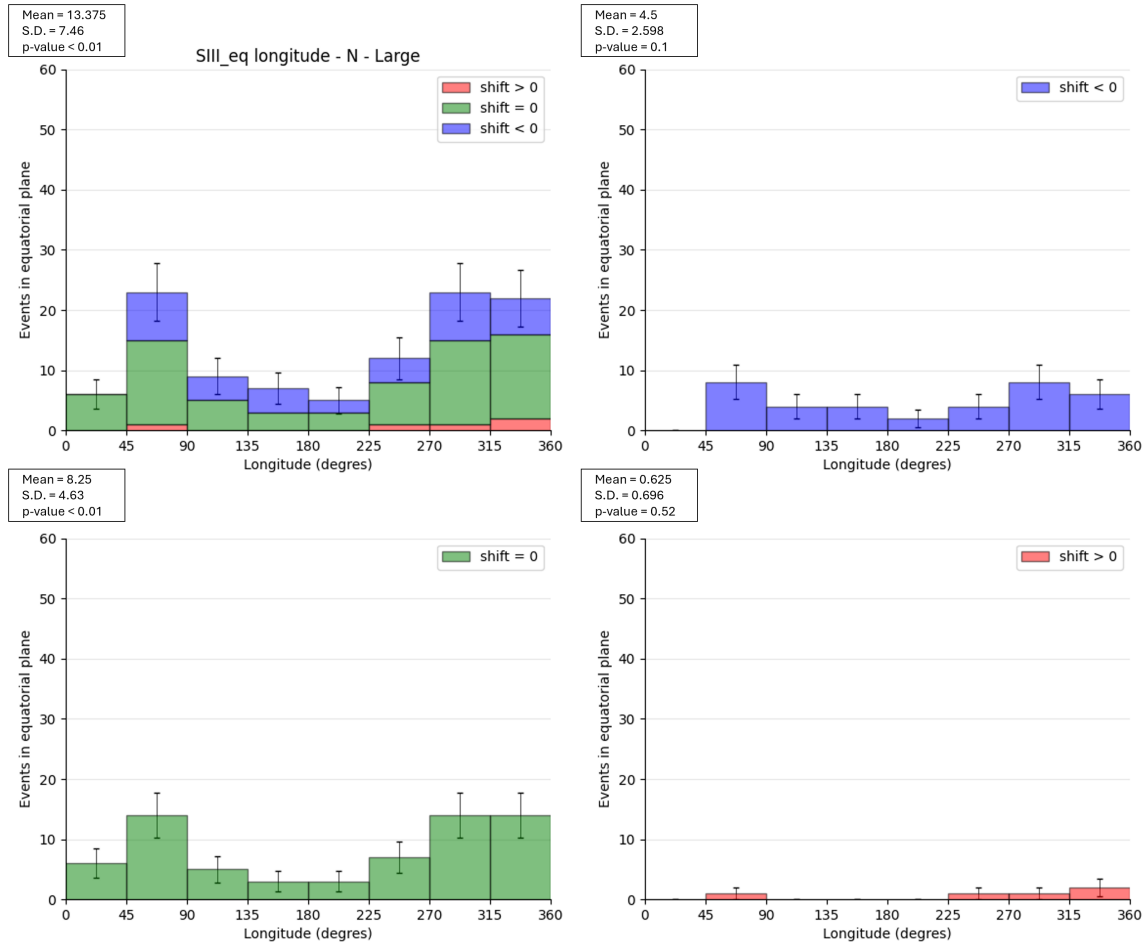 Mean = 13.375
S.D. = 7.46
p-value < 0.01
SIII_eq longitude - N - Large
60
50
40
30
20
10
0
Events in equatorial plane
shift > 0
shift = 0
shift < 0
0 45 90 135 180 225 270 315 360
Longitude (degres)
Mean = 4.5
S.D. = 2.598
p-value = 0.1
60
50
40
30
20
10
0
Events in equatorial plane
shift < 0
0 45 90 135 180 225 270 315 360
Longitude (degres)
Mean = 8.25
S.D. = 4.63
p-value < 0.01
60
50
40
30
20
10
0
Events in equatorial plane
shift = 0
0 45 90 135 180 225 270 315 360
Longitude (degres)
Mean = 0.625
S.D. = 0.696
p-value = 0.52
60
50
40
30
20
10
0
Events in equatorial plane
shift > 0
0 45 90 135 180 225 270 315 360
Longitude (degres)